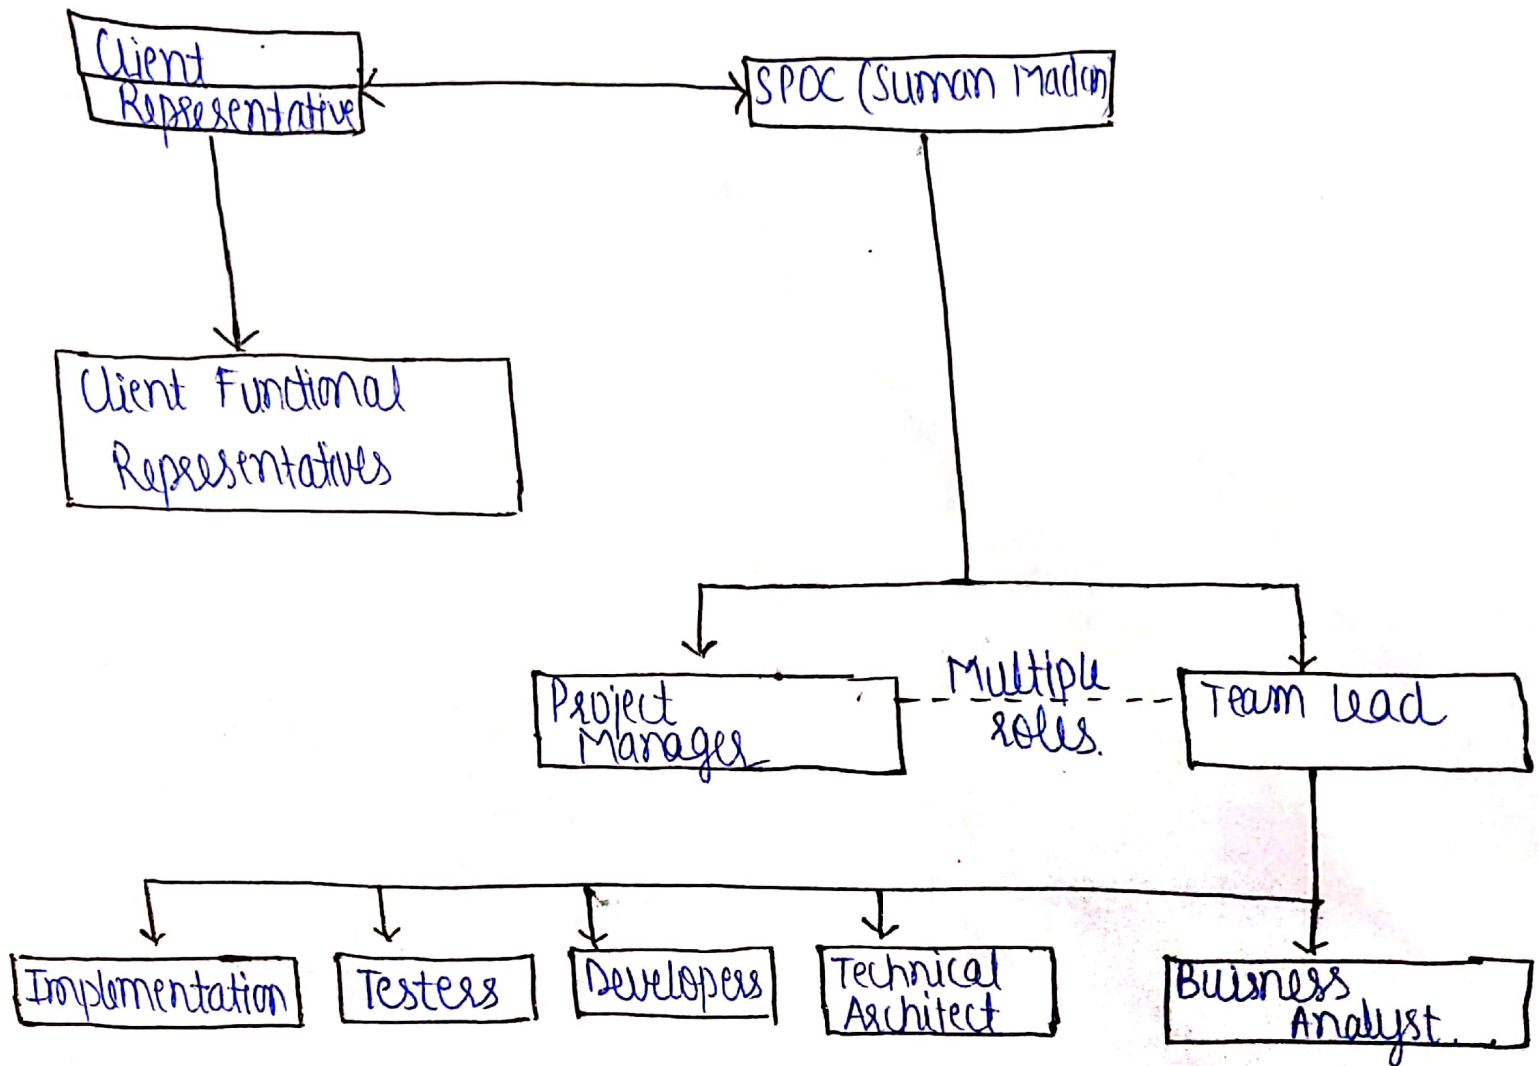 Client
Representative
SPOC (Suman Madan)
Client Functional
Representatives
Project
Manager
Multiple
roles.
Team lead
Implementation
Testers
Developers
Technical
Architect
Buisness
Analyst.